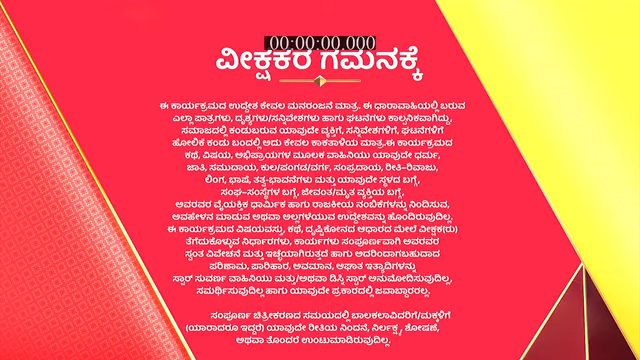 00:00:00.000
ವೀಕ್ಷಕರ ಗಮನಕ್ಕೆ
ಈ ಕಾರ್ಯಕ್ರಮದ ಉದ್ದೇಶ ಕೇವಲ ಮನರಂಜನೆ ಮಾತ್ರ. ಈ ಧಾರಾವಾಹಿಯಲ್ಲಿ ಬರುವ
ಎಲ್ಲಾ ಪಾತ್ರಗಳು, ದೃಶ್ಯಗಳು/ಸನ್ನಿವೇಶಗಳು ಹಾಗು ಘಟನೆಗಳು ಕಾಲ್ಪನಿಕವಾಗಿದ್ದು,
ಸಮಾಜದಲ್ಲಿ ಕಂಡುಬರುವ ಯಾವುದೇ ವ್ಯಕ್ತಿಗೆ, ಸನ್ನಿವೇಶಗಳಿಗೆ, ಘಟನೆಗಳಿಗೆ
ಹೋಲಿಕೆ ಕಂಡು ಬಂದಲ್ಲಿ ಅದು ಕೇವಲ ಕಾಕತಾಳಿಯ ಮಾತ್ರ.ಈ ಕಾರ್ಯಕ್ರಮದ
ಕಥೆ, ವಿಷಯ, ಅಭಿಪ್ರಾಯಗಳ ಮೂಲಕ ವಾಹಿನಿಯು ಯಾವುದೇ ಧರ್ಮ,
ಜಾತಿ, ಸಮುದಾಯ, ಕುಲ/ಪಂಗಡ/ವರ್ಗ, ಸಂಪ್ರದಾಯ, ರೀತಿ-ರಿವಾಜು,
ಲಿಂಗ, ಭಾಷೆ, ತತ್ವ-ಭಾವನೆಗಳು ಮತ್ತು ಯಾವುದೇ ಸ್ಥಳದ ಬಗ್ಗೆ,
ಸಂಘ-ಸಂಸ್ಥೆಗಳ ಬಗ್ಗೆ, ಜೀವಂತ/ಮೃತ ವ್ಯಕ್ತಿಯ ಬಗ್ಗೆ,
ಅವರವರ ವೈಯಕ್ತಿಕ ಧಾರ್ಮಿಕ ಹಾಗು ರಾಜಕೀಯ ನಂಬಿಕೆಗಳನ್ನು ನಿಂದಿಸುವ,
ಅವಹೇಳನ ಮಾಡುವ ಅಥವಾ ಅಲ್ಲಗಳೆಯುವ ಉದ್ದೇಶವನ್ನು ಹೊಂದಿರುವುದಿಲ್ಲ.
ಈ ಕಾರ್ಯಕ್ರಮದ ವಿಷಯವಸ್ತು, ಕಥೆ, ದೃಷ್ಟಿಕೋನದ ಆಧಾರದ ಮೇಲೆ ವೀಕ್ಷಕ(ರು)
ತೆಗೆದುಕೊಳ್ಳುವ ನಿರ್ಧಾರಗಳು, ಕಾರ್ಯಗಳು ಸಂಪೂರ್ಣವಾಗಿ ಅವರವರ
ಸ್ವಂತ ವಿವೇಚನೆ ಮತ್ತು ಇಚ್ಛೆಯಾಗಿರುತ್ತದೆ ಹಾಗು ಅದರಿಂದಾಗಬಹುದಾದ
ಪರಿಣಾಮ, ಪಾರಿಹಾರ, ಅವಮಾನ, ಆಘಾತ ಇತ್ಯಾದಿಗಳನ್ನು
ಸ್ಟಾರ್ ಸುವರ್ಣ ವಾಹಿನಿಯು ಮತ್ತು/ಅಥವಾ ಡಿಸ್ನಿ ಸ್ಟಾರ್ ಅನುಮೋದಿಸುವುದಿಲ್ಲ,
ಸಮರ್ಥಿಸುವುದಿಲ್ಲ ಹಾಗು ಯಾವುದೇ ಪ್ರಕಾರದಲ್ಲಿ ಜವಾಬ್ದಾರರಲ್ಲ.
ಸಂಪೂರ್ಣ ಚಿತ್ರೀಕರಣದ ಸಮಯದಲ್ಲಿ ಬಾಲಕಲಾವಿದರಿಗೆ/ಮಕ್ಕಳಿಗೆ
(ಯಾರಾದರೂ ಇದ್ದರೆ) ಯಾವುದೇ ರೀತಿಯ ನಿಂದನೆ, ನಿರ್ಲಕ್ಷ್ಯ, ಶೋಷಣೆ,
ಅಥವಾ ತೊಂದರೆ ಉಂಟುಮಾಡಿರುವುದಿಲ್ಲ.